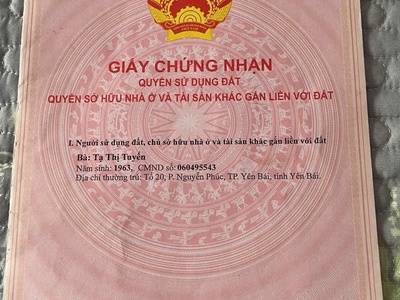 GIẤY CHỨNG NHẬN
QUYỀN SỬ DỤNG ĐẤT
QUYỀN SỞ HỮU NHÀ Ở VÀ TÀI SẢN KHÁC GẮN LIỀN VỚI ĐẤT
I. Người sử dụng đất, chủ sở hữu nhà ở và tài sản khác gắn liền với đất
Bà: Tạ Thị Tuyến
Năm sinh: 1963, CMND số: 060495543
Địa chỉ thường trú: Tổ 20, P. Nguyễn Phúc, TP. Yên Bái, tỉnh Yên Bái.